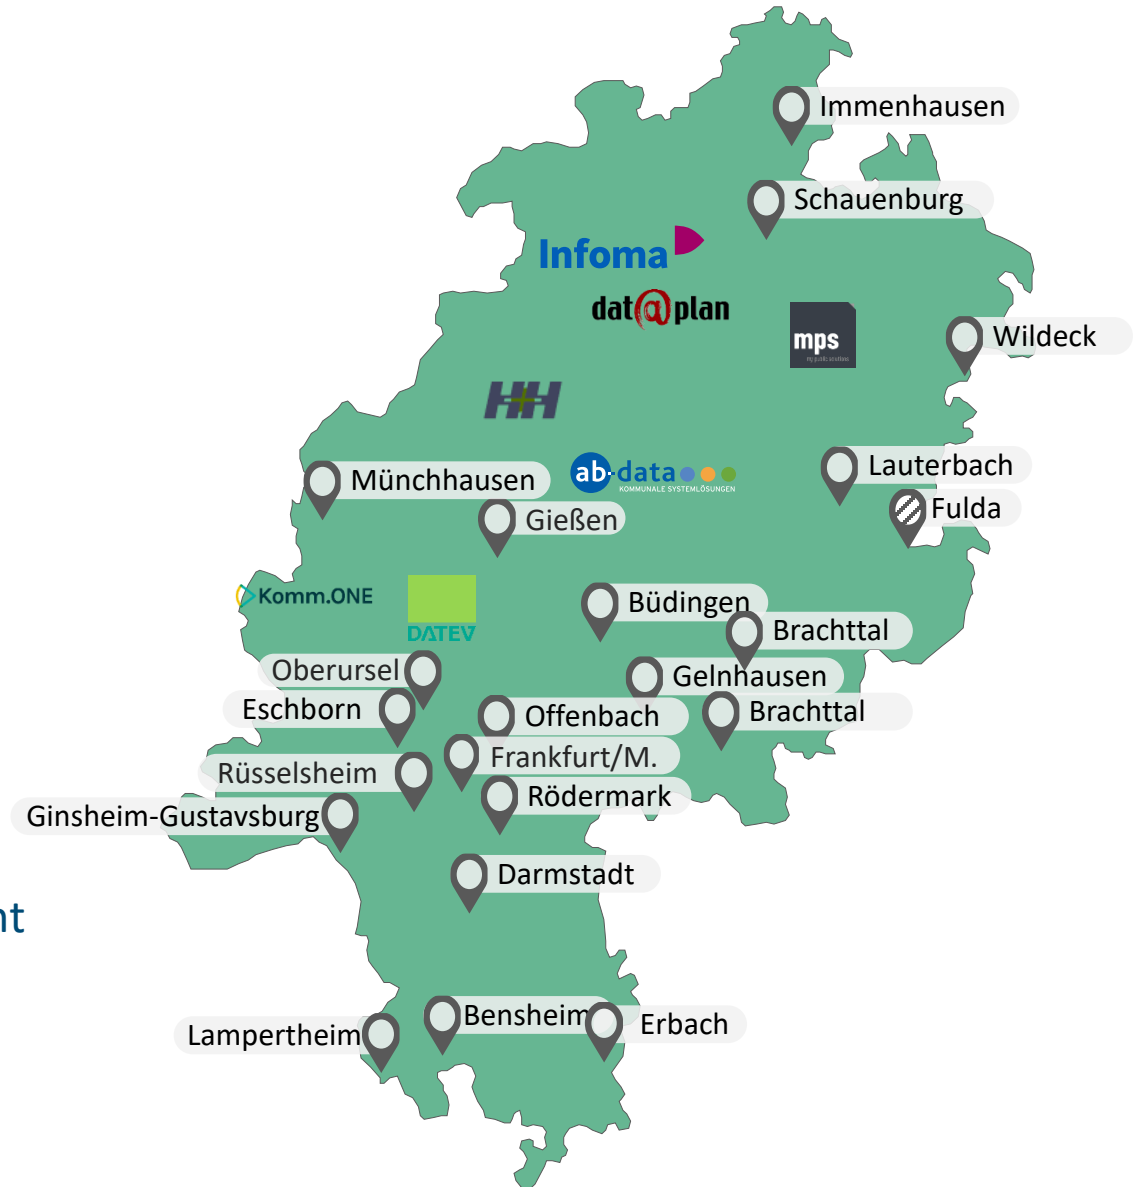 Immenhausen
Schauenburg
Infoma
dat@plan
mps
Wildeck
H+H
Lauterbach
ab-data
KOMMUNALE SYSTEMLÖSUNGEN
Münchhausen
Fulda
Gießen
Komm.ONE
DATEV
Büdingen
Brachttal
Oberursel
Gelnhausen
Eschborn
Offenbach
Brachttal
Frankfurt/M.
Rüsselsheim
Rödermark
Ginsheim-Gustavsburg
Darmstadt
nt
Bensheim
Erbach
Lampertheim